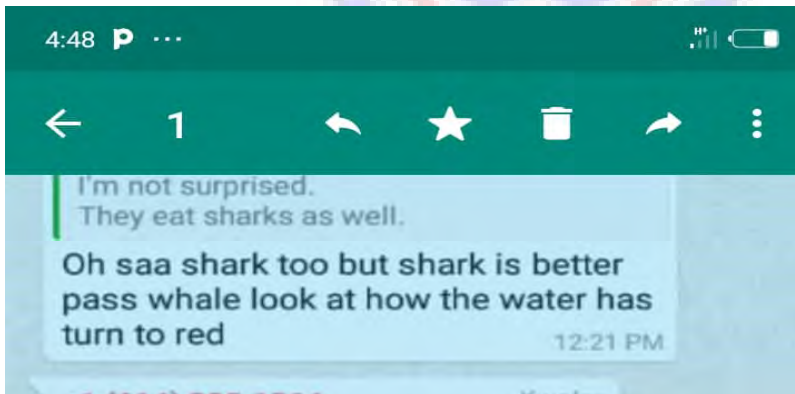 4:48 P ...
H+
1
I'm not surprised.
They eat sharks as well.
Oh saa shark too but shark is better
pass whale look at how the water has
turn to red
12:21 PM